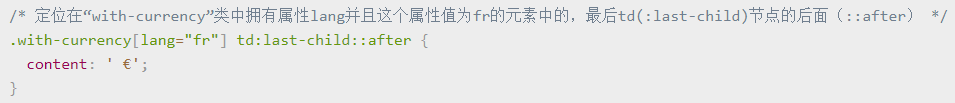 /* 定位在“with-currency”类中拥有属性lang并且这个属性值为fr的元素中的，最后td(:last-child)节点的后面（::after） */
.with-currency[lang="fr"] td:last-child::after {
  content: ' €';
}